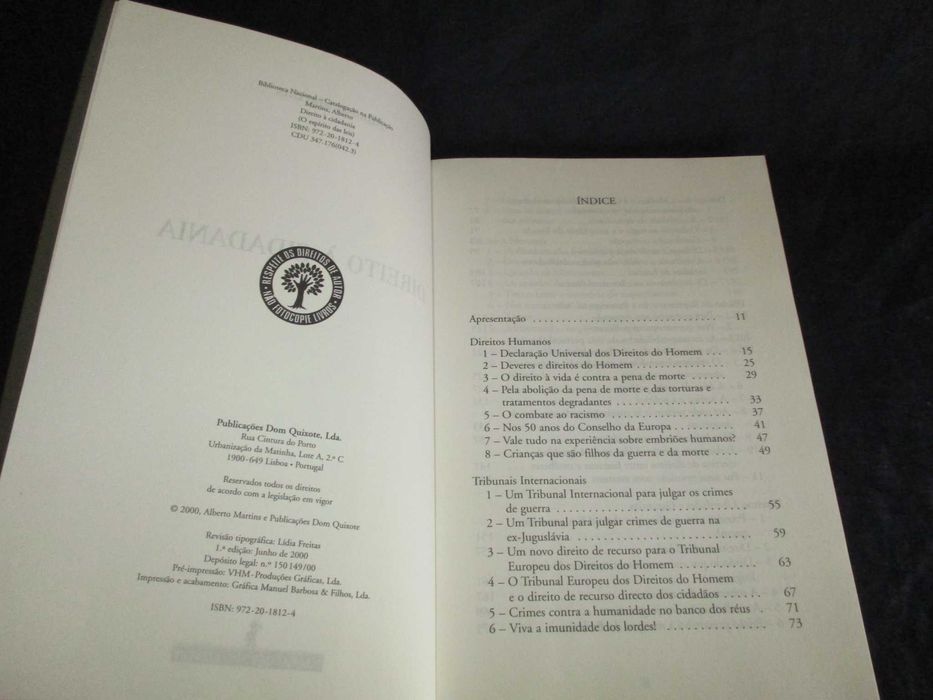 Biblioteca Nacional – Catalogação na Publicação
Martins, Alberto
Direito à cidadania
(O espírito das leis)
ISBN: 972-20-1812-4
CDU 347-176(042.3)
DIREITO À CIDADANIA
RESPEITE OS DIREITOS DE AUTOR
NÃO FOTOCOPIE LIVROS
Publicações Dom Quixote, Lda.
Rua Cintura do Porto
Urbanização da Matinha, Lote A, 2.º C
1900-649 Lisboa • Portugal
Reservados todos os direitos
de acordo com a legislação em vigor
© 2000, Alberto Martins e Publicações Dom Quixote
Revisão tipográfica: Lídia Freitas
1.ª edição: Junho de 2000
Depósito legal: n.º 150 149/00
Pré-impressão: VHM-Produções Gráficas, Lda.
Impressão e acabamento: Gráfica Manuel Barbosa & Filhos, Lda.
ISBN: 972-20-1812-4
ÍNDICE
Apresentação ................................ 11
Direitos Humanos
1 – Declaração Universal dos Direitos do Homem ... 15
2 – Deveres e direitos do Homem ............... 25
3 – O direito à vida é contra a pena de morte ...... 29
4 – Pela abolição da pena de morte e das torturas e
tratamentos degradantes .................... 33
5 – O combate ao racismo ..................... 37
6 – Nos 50 anos do Conselho da Europa .......... 41
7 – Vale tudo na experiência sobre embriões humanos? 47
8 – Crianças que são filhos da guerra e da morte .... 49
Tribunais Internacionais
1 – Um Tribunal Internacional para julgar os crimes
de guerra ................................ 55
2 – Um Tribunal para julgar crimes de guerra na
ex-Juguslávia ............................. 59
3 – Um novo direito de recurso para o Tribunal
Europeu dos Direitos do Homem ............ 63
4 – O Tribunal Europeu dos Direitos do Homem
e o direito de recurso directo dos cidadãos ...... 67
5 – Crimes contra a humanidade no banco dos réus . 71
6 – Viva a imunidade dos lordes! ................ 73